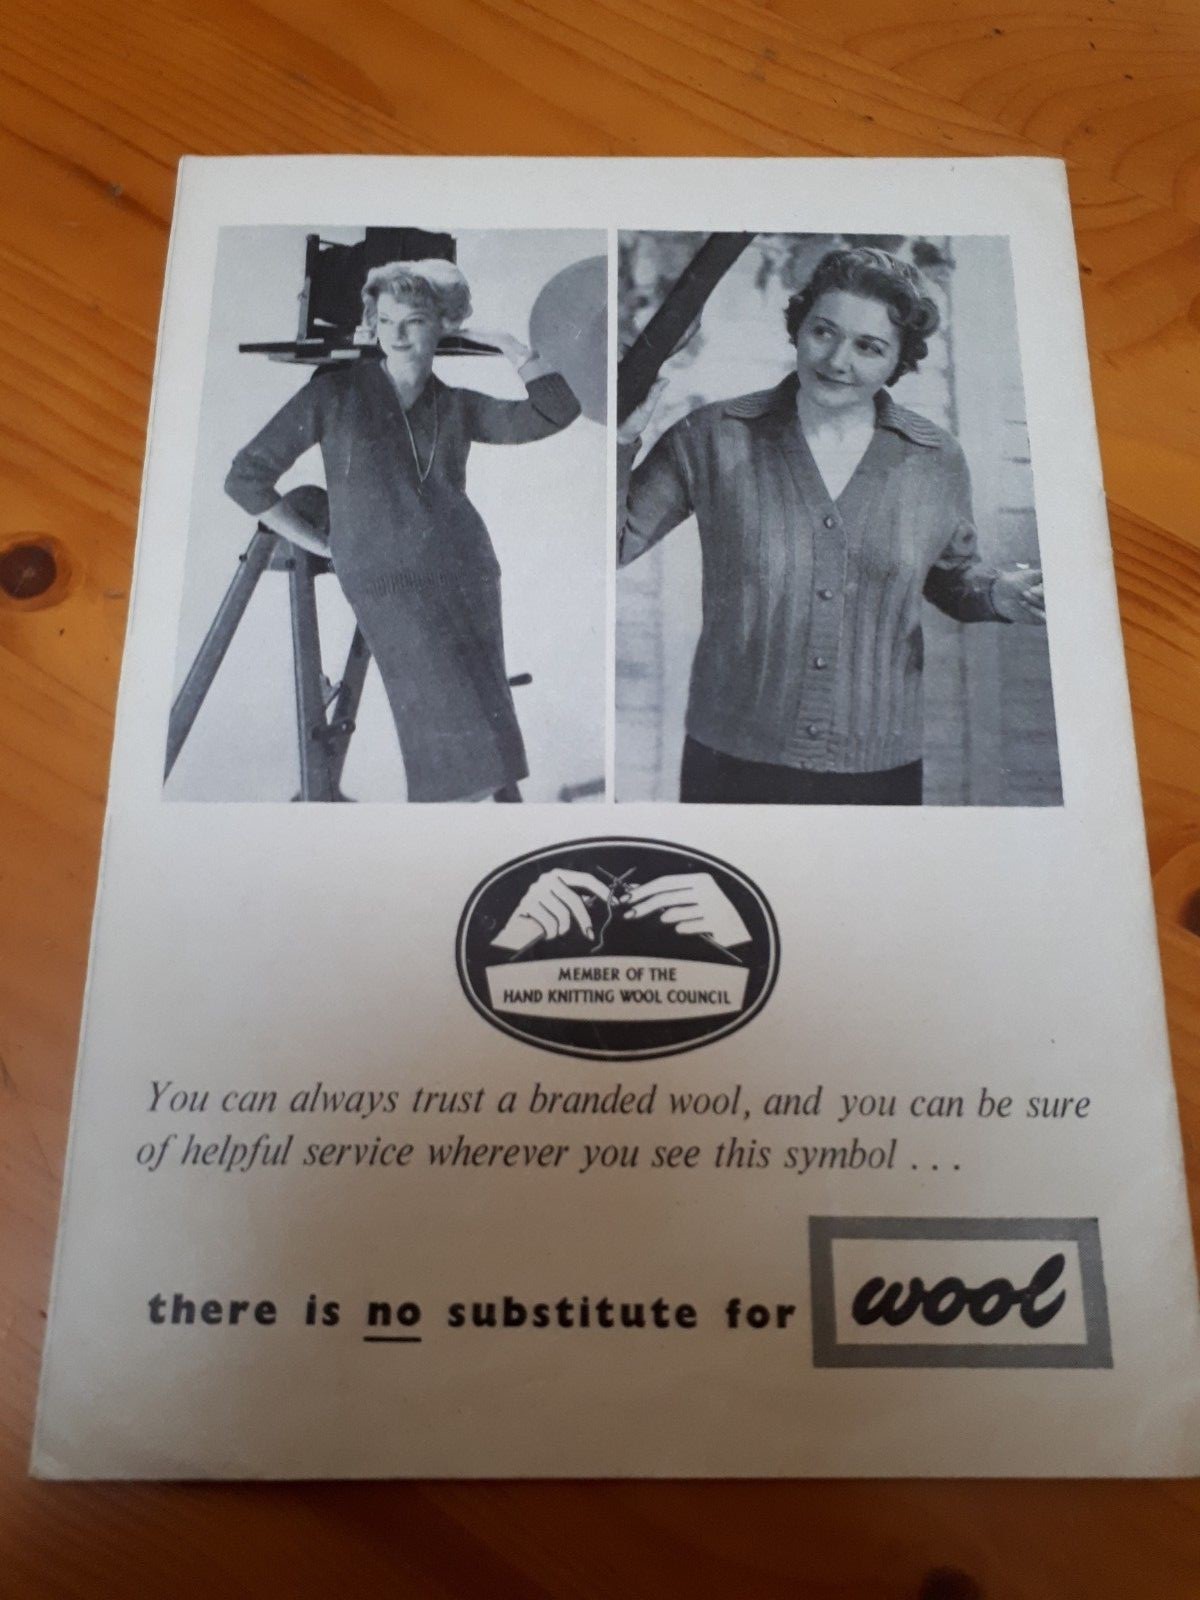 MEMBER OF THE
HAND KNITTING WOOL COUNCIL
You can always trust a branded wool, and you can be sure
of helpful service wherever you see this symbol . . .
there is no substitute for wool